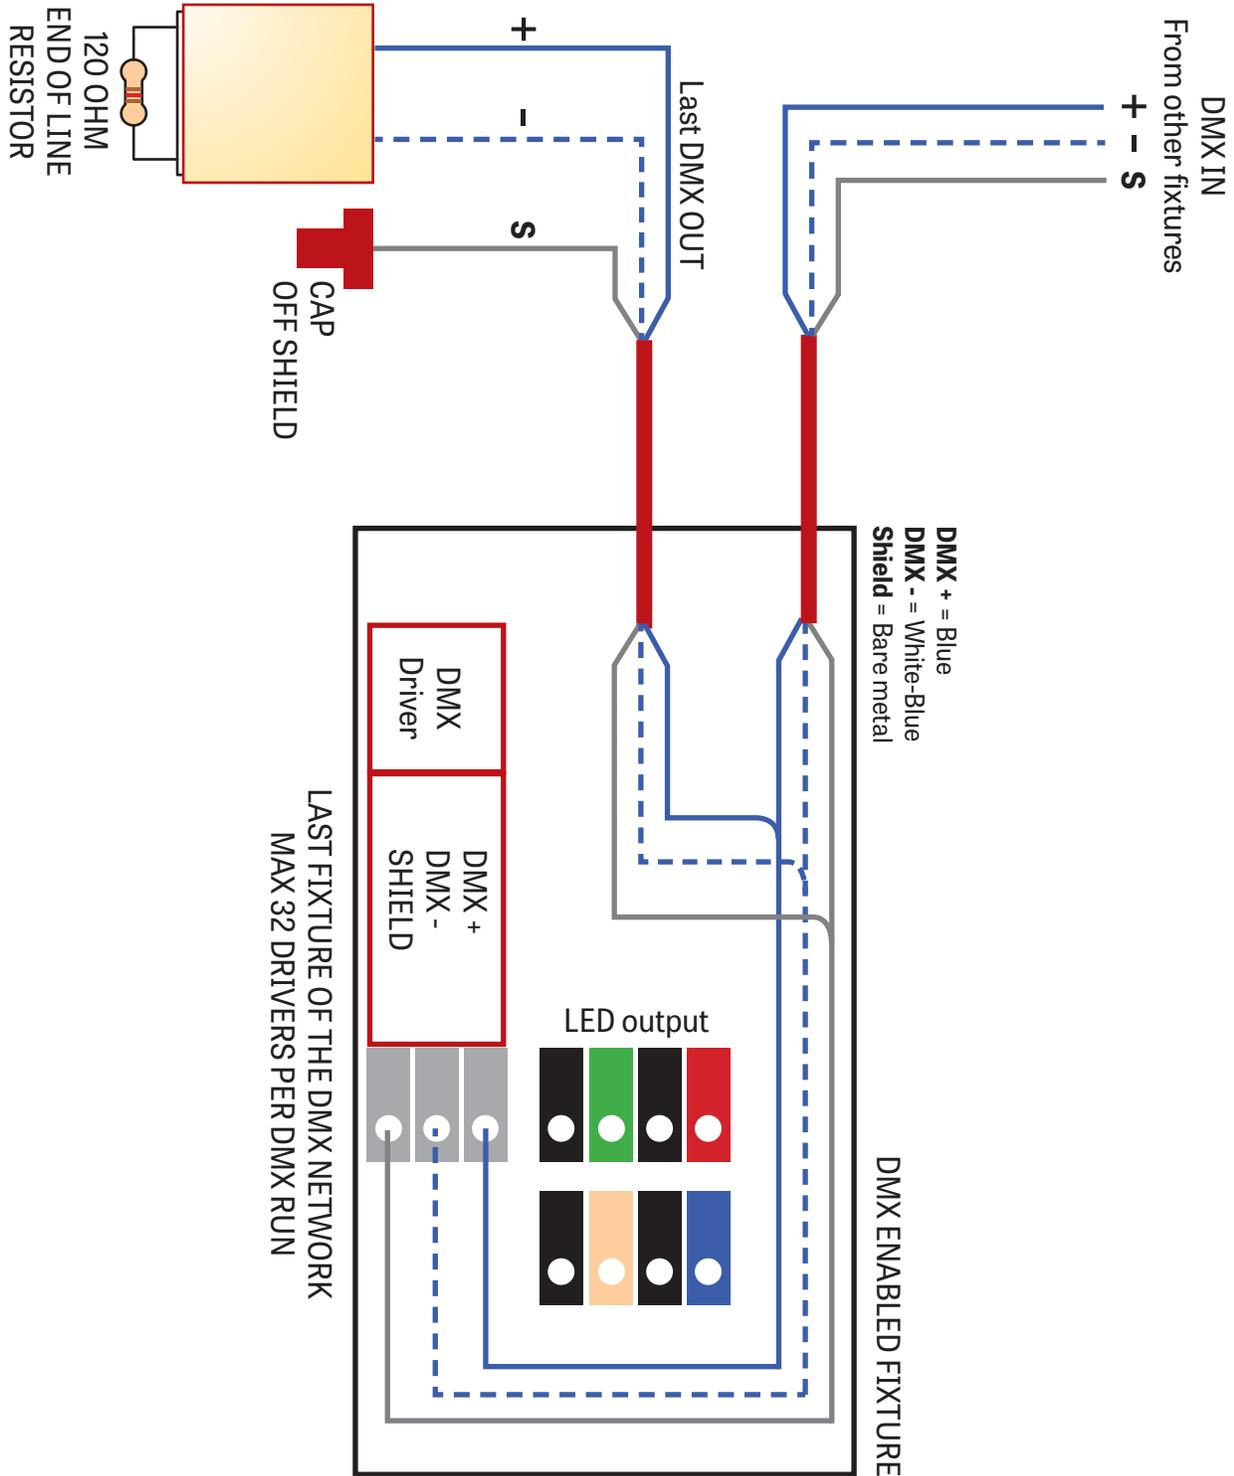 DMX IN
From other fixtures
+
-
S
Last DMX OUT
+
-
S
120 OHM
END OF LINE
RESISTOR
CAP
OFF SHIELD
DMX + = Blue
DMX - = White-Blue
Shield = Bare metal
DMX ENABLED FIXTURE
DMX
Driver
DMX +
DMX -
SHIELD
LED output
LAST FIXTURE OF THE DMX NETWORK
MAX 32 DRIVERS PER DMX RUN